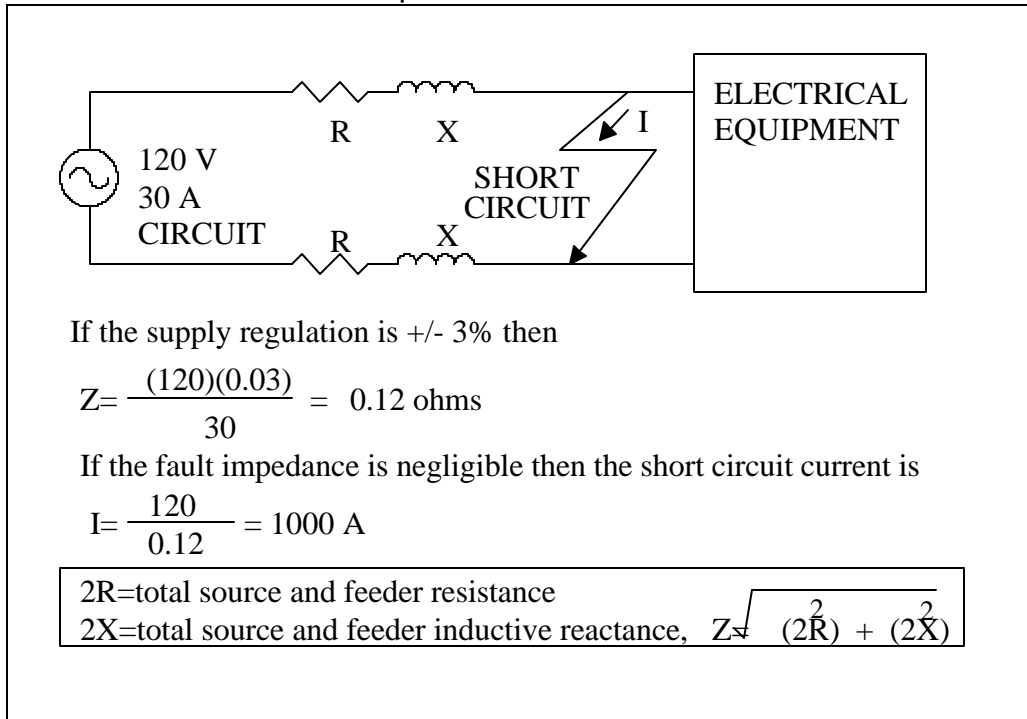 ELECTRICAL
EQUIPMENT
R X
I
120 V
30 A
CIRCUIT
SHORT
CIRCUIT
R X
If the supply regulation is +/- 3% then
Z= (120)(0.03) / 30 = 0.12 ohms
If the fault impedance is negligible then the short circuit current is
I= 120 / 0.12 = 1000 A
2R=total source and feeder resistance
2X=total source and feeder inductive reactance, Z=√ (2R)² + (2X)²